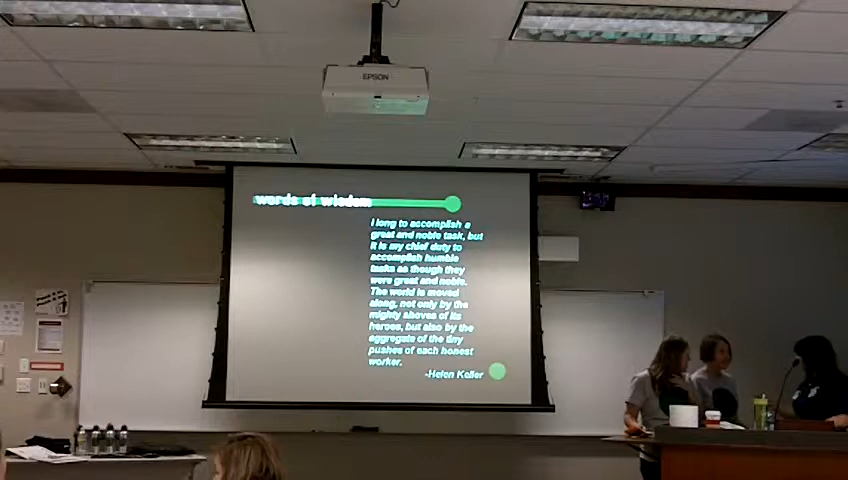 EPSON
words of wisdom
I long to accomplish a
great and noble task, but
it is my chief duty to
accomplish humble
tasks as though they
were great and noble.
The world is moved
along, not only by the
mighty shoves of its
heroes, but also by the
aggregate of the tiny
pushes of each honest
worker.
-Helen Keller